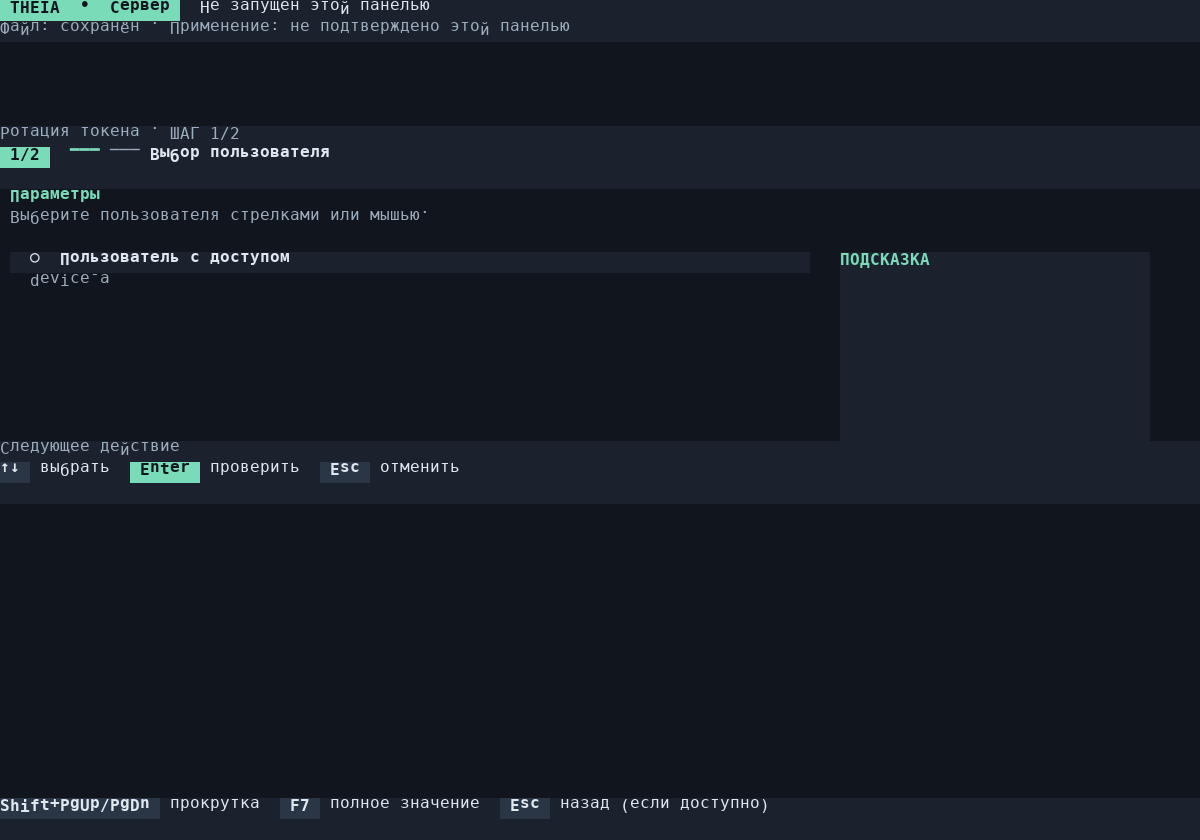 THEIA • Сервер Не запущен этой панелью
Файл: сохранён · Применение: не подтверждено этой панелью
Ротация токена · ШАГ 1/2
1/2 ━━━ ─── Выбор пользователя
Параметры
Выберите пользователя стрелками или мышью.
○ Пользователь с доступом
ПОДСКАЗКА
device-a
Следующее действие
↑↓ выбрать Enter проверить Esc отменить
Shift+PgUp/PgDn прокрутка F7 полное значение Esc назад (если доступно)